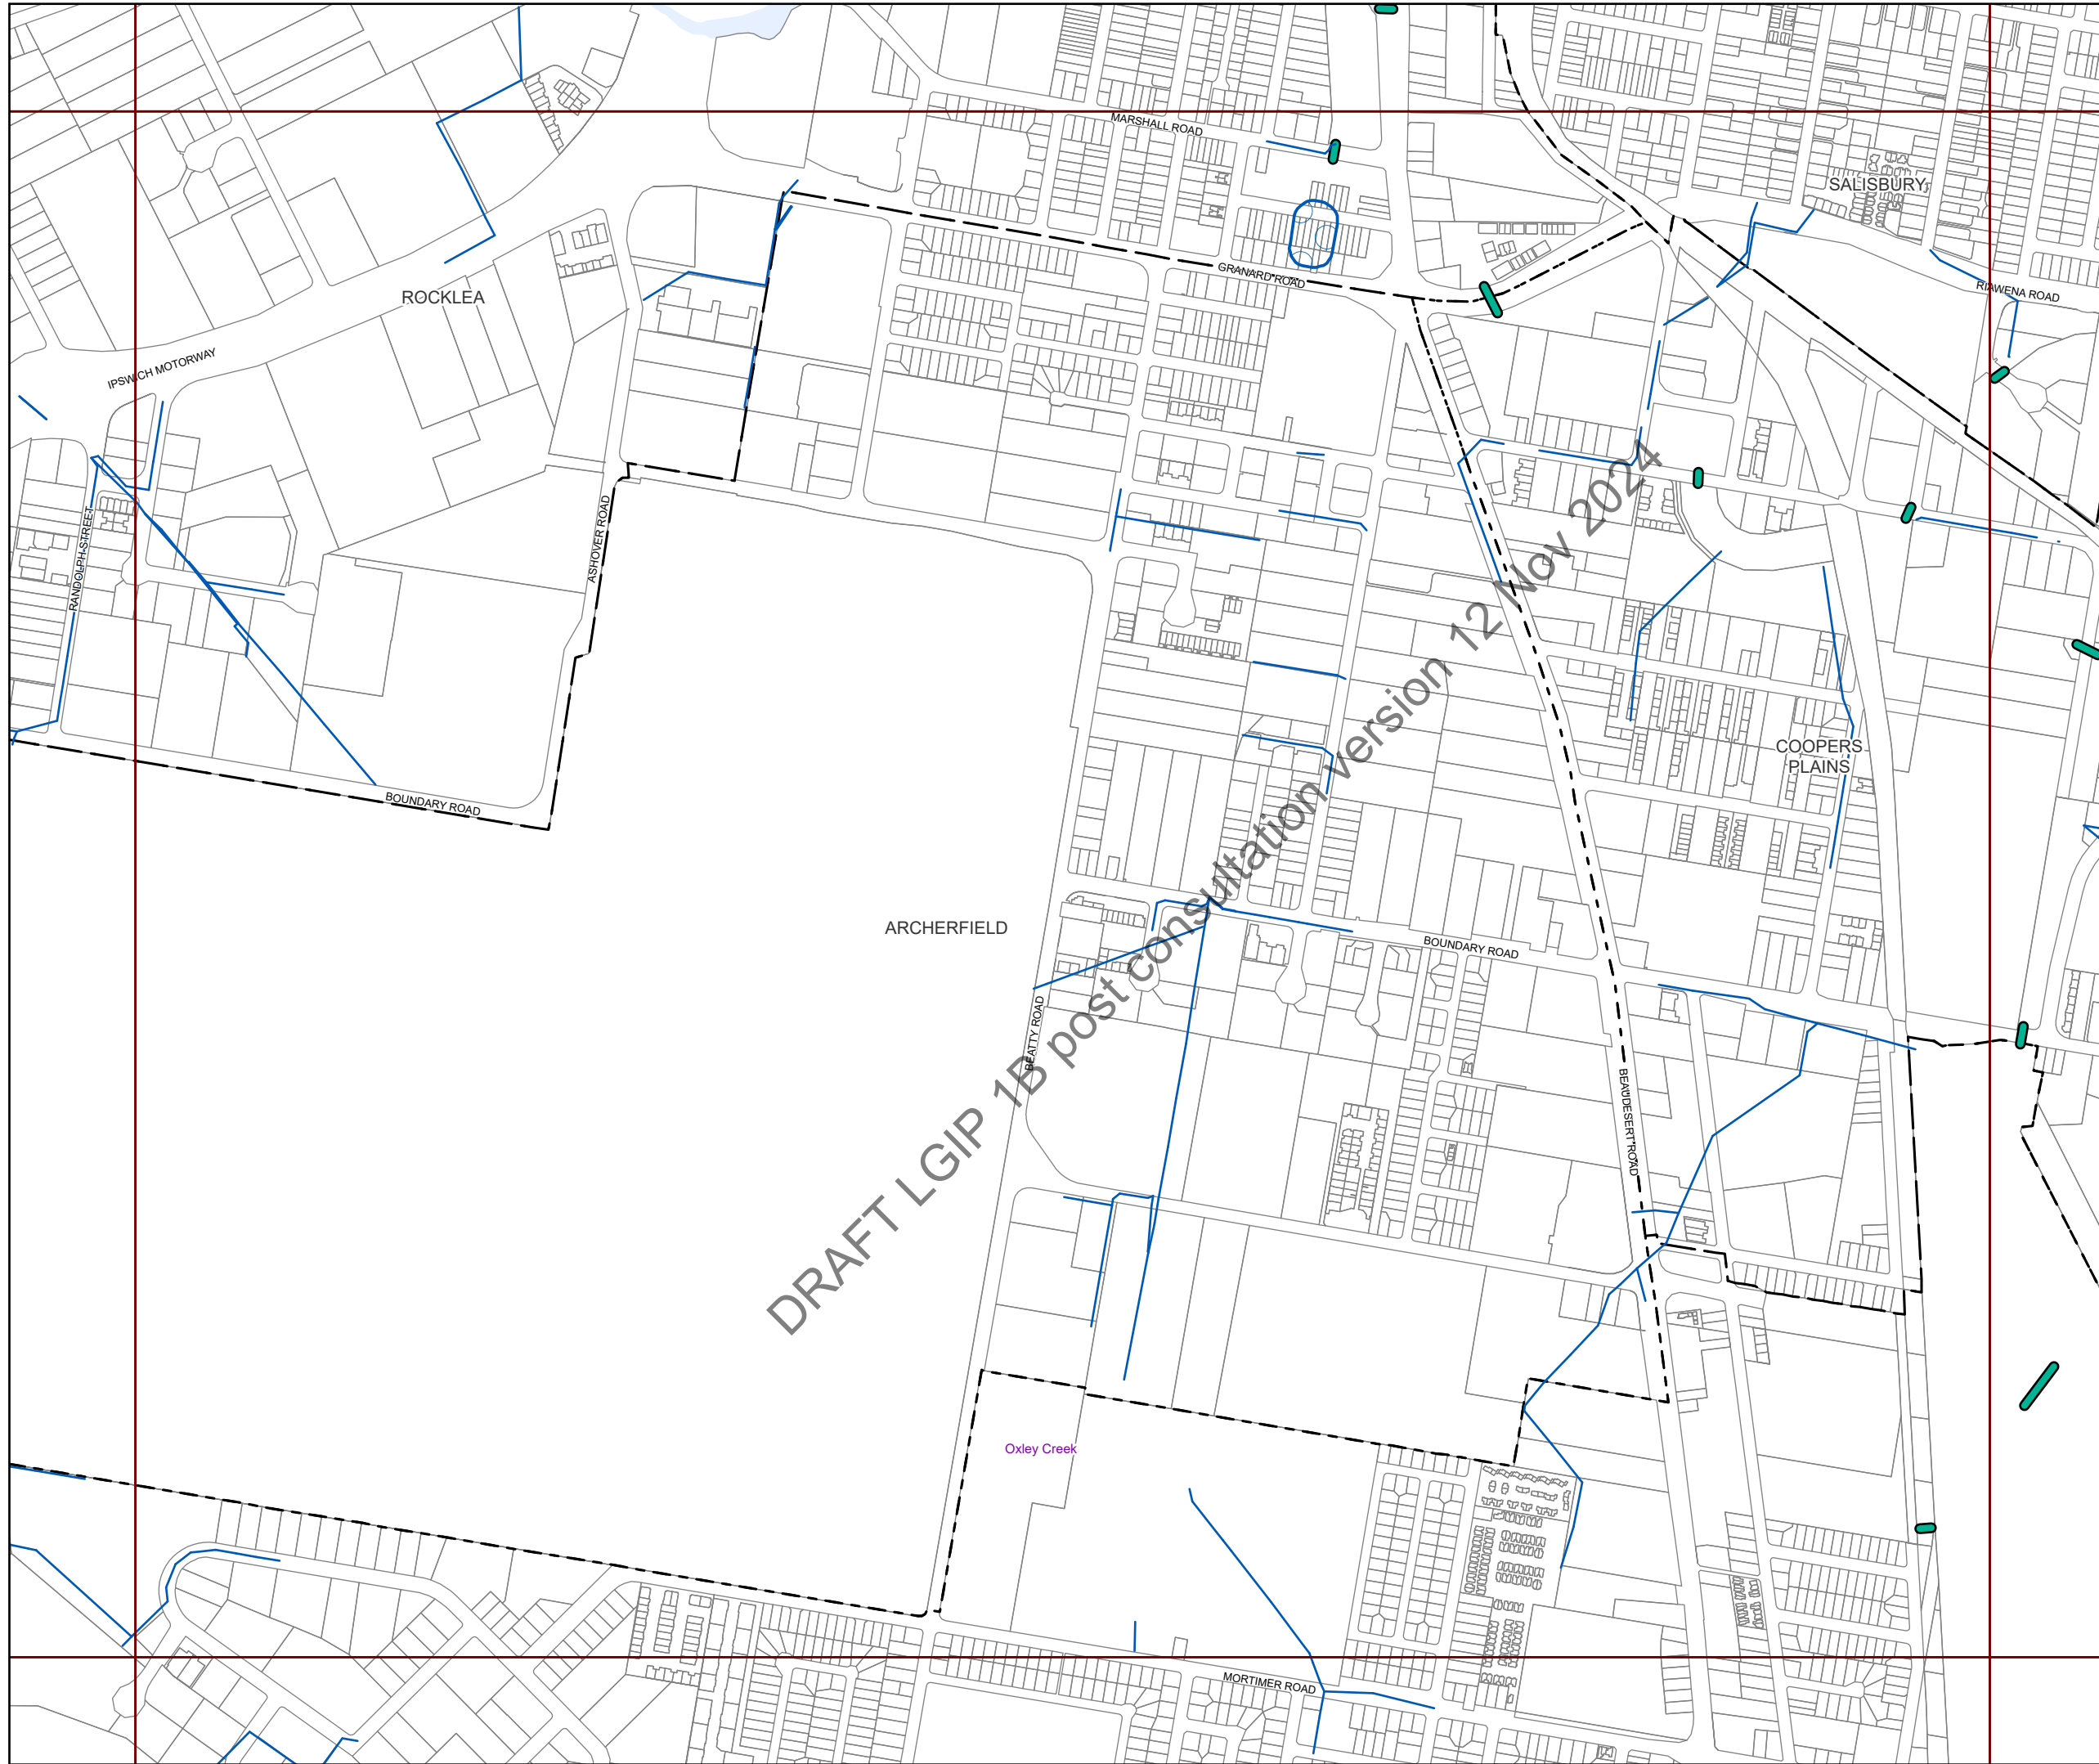 MARSHALL ROAD
SALISBURY
GRANARD ROAD
RIAWENA ROAD
ROCKLEA
IPSWICH MOTORWAY
RANDOLPH STREET
ASHOVER ROAD
COOPERS
PLAINS
BOUNDARY ROAD
ARCHERFIELD
BOUNDARY ROAD
BEATTY ROAD
BEAUDESERT ROAD
DRAFT LGIP 1B post consultation version 12 Nov 2024
Oxley Creek
MORTIMER ROAD